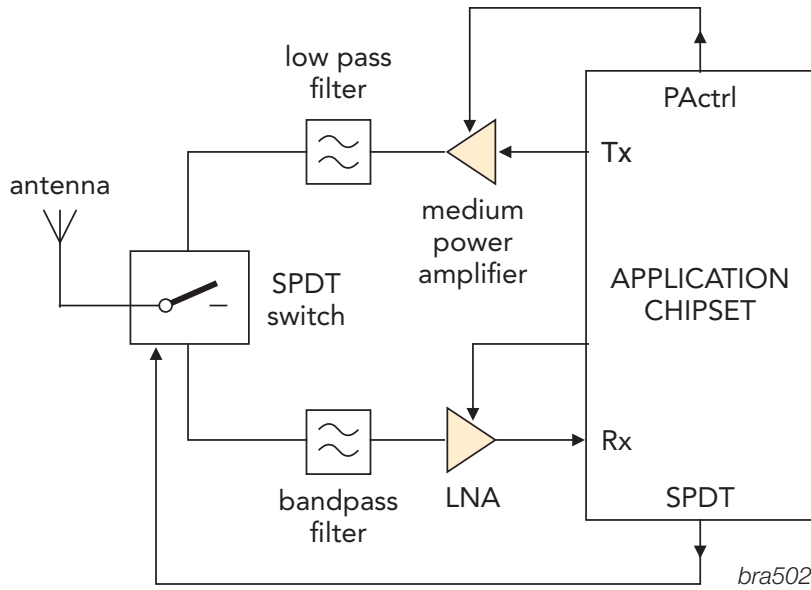 low pass
filter
PActrl
Tx
antenna
medium
power
amplifier
SPDT
switch
APPLICATION
CHIPSET
Rx
bandpass
filter
LNA
SPDT
bra502